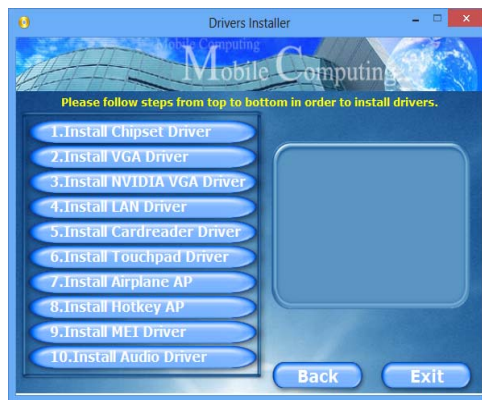 Drivers Installer
Mobile Computing
Mobile Computing
Please follow steps from top to bottom in order to install drivers.
1.Install Chipset Driver
2.Install VGA Driver
3.Install NVIDIA VGA Driver
4.Install LAN Driver
5.Install Cardreader Driver
6.Install Touchpad Driver
7.Install Airplane AP
8.Install Hotkey AP
9.Install MEI Driver
10.Install Audio Driver
Back
Exit